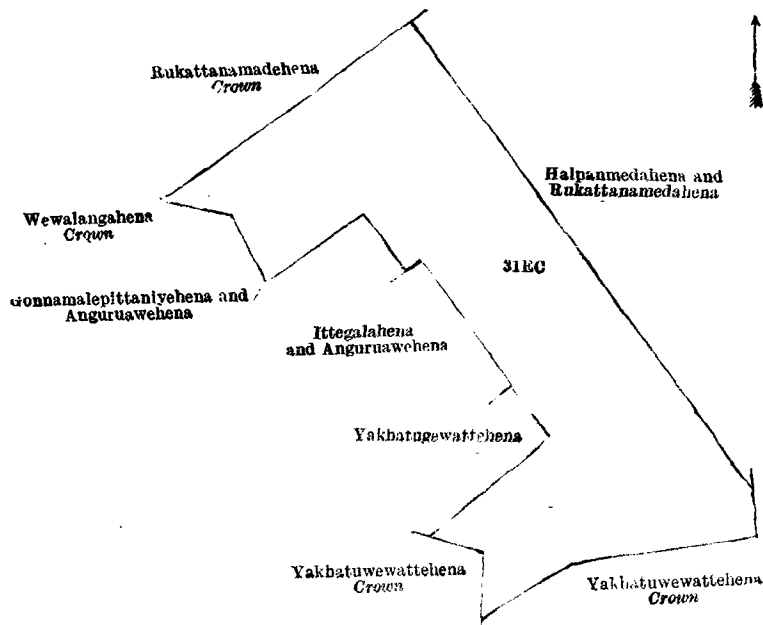 Rukattanamadehena
Crown
Halpanmedahena and
Rukattanamedahena
Wewalangahena
Crown
31EC
Gonnamalepittaniyehena and
Anguruawehena
Ittegalahena
and Anguruawehena
Yakbatugewattehena
Yakbatuwewattehena
Crown
Yakbatuwewattehena
Crown